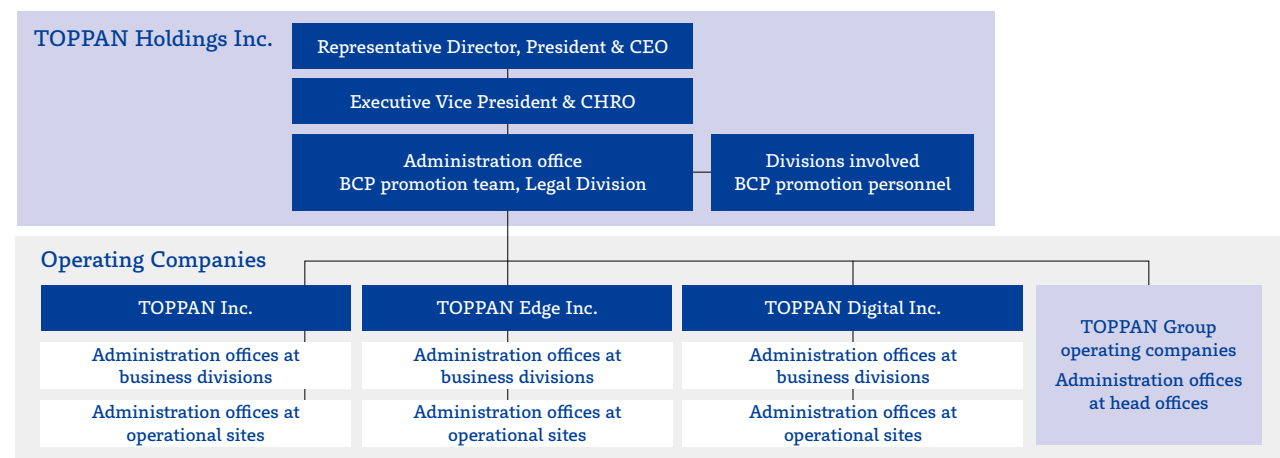 TOPPAN Holdings Inc.
Representative Director, President & CEO
Executive Vice President & CHRO
Administration office
BCP promotion team, Legal Division
Divisions involved
BCP promotion personnel
Operating Companies
TOPPAN Inc.
Administration offices at
business divisions
Administration offices at
operational sites
TOPPAN Edge Inc.
Administration offices at
business divisions
Administration offices at
operational sites
TOPPAN Digital Inc.
Administration offices at
business divisions
Administration offices at
operational sites
TOPPAN Group
operating companies
Administration offices
at head offices